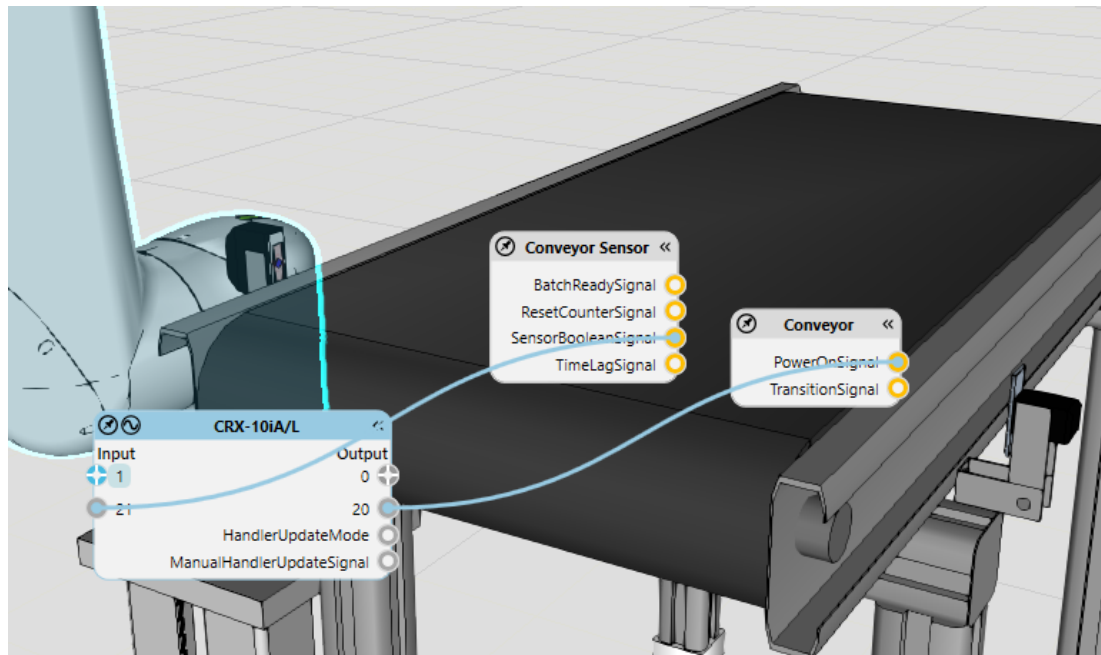 Conveyor Sensor «
BatchReadySignal
ResetCounterSignal
SensorBooleanSignal
TimeLagSignal
Conveyor «
PowerOnSignal
TransitionSignal
CRX-10iA/L «
Input Output
1 0
21 20
HandlerUpdateMode
ManualHandlerUpdateSignal